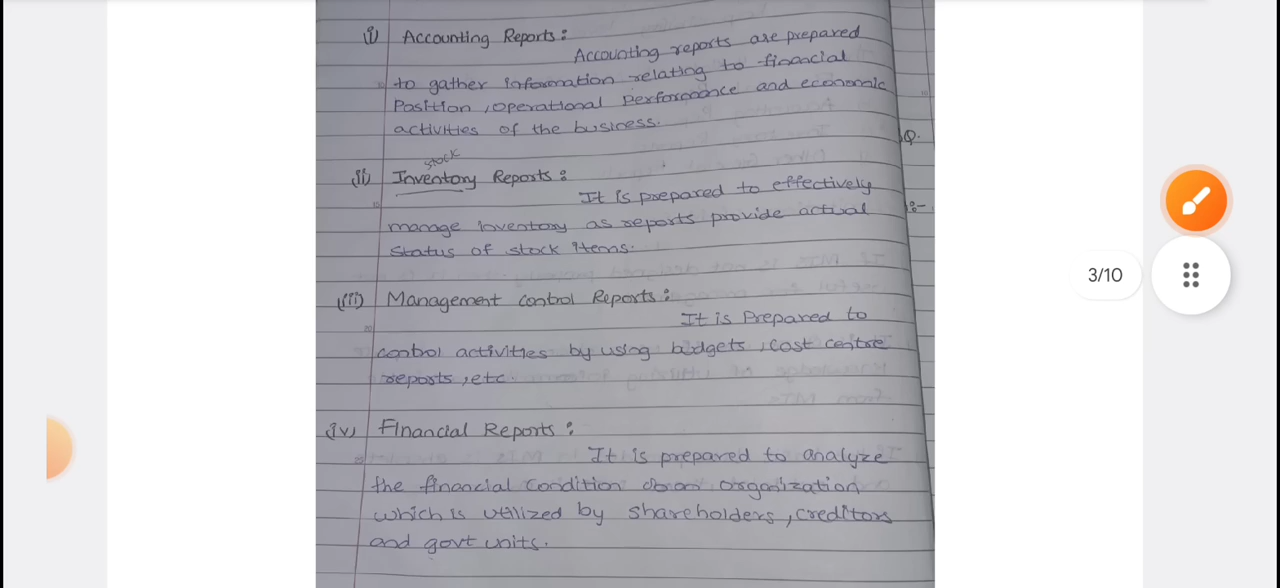 (i) Accounting Reports:
Accounting reports are prepared
to gather information relating to financial
Position, operational Performance and economic
activities of the business.
Q.
stock
(ii) Inventory Reports:
It is prepared to effectively
:-
manage inventory as reports provide actual
status of stock items.
3/10
(iii) Management control Reports:
It is Prepared to
control activities by using budgets, cost centre
reports, etc.
(iv) Financial Reports:
It is prepared to analyze
the financial condition organization
which is utilized by shareholders, creditors
and govt units.